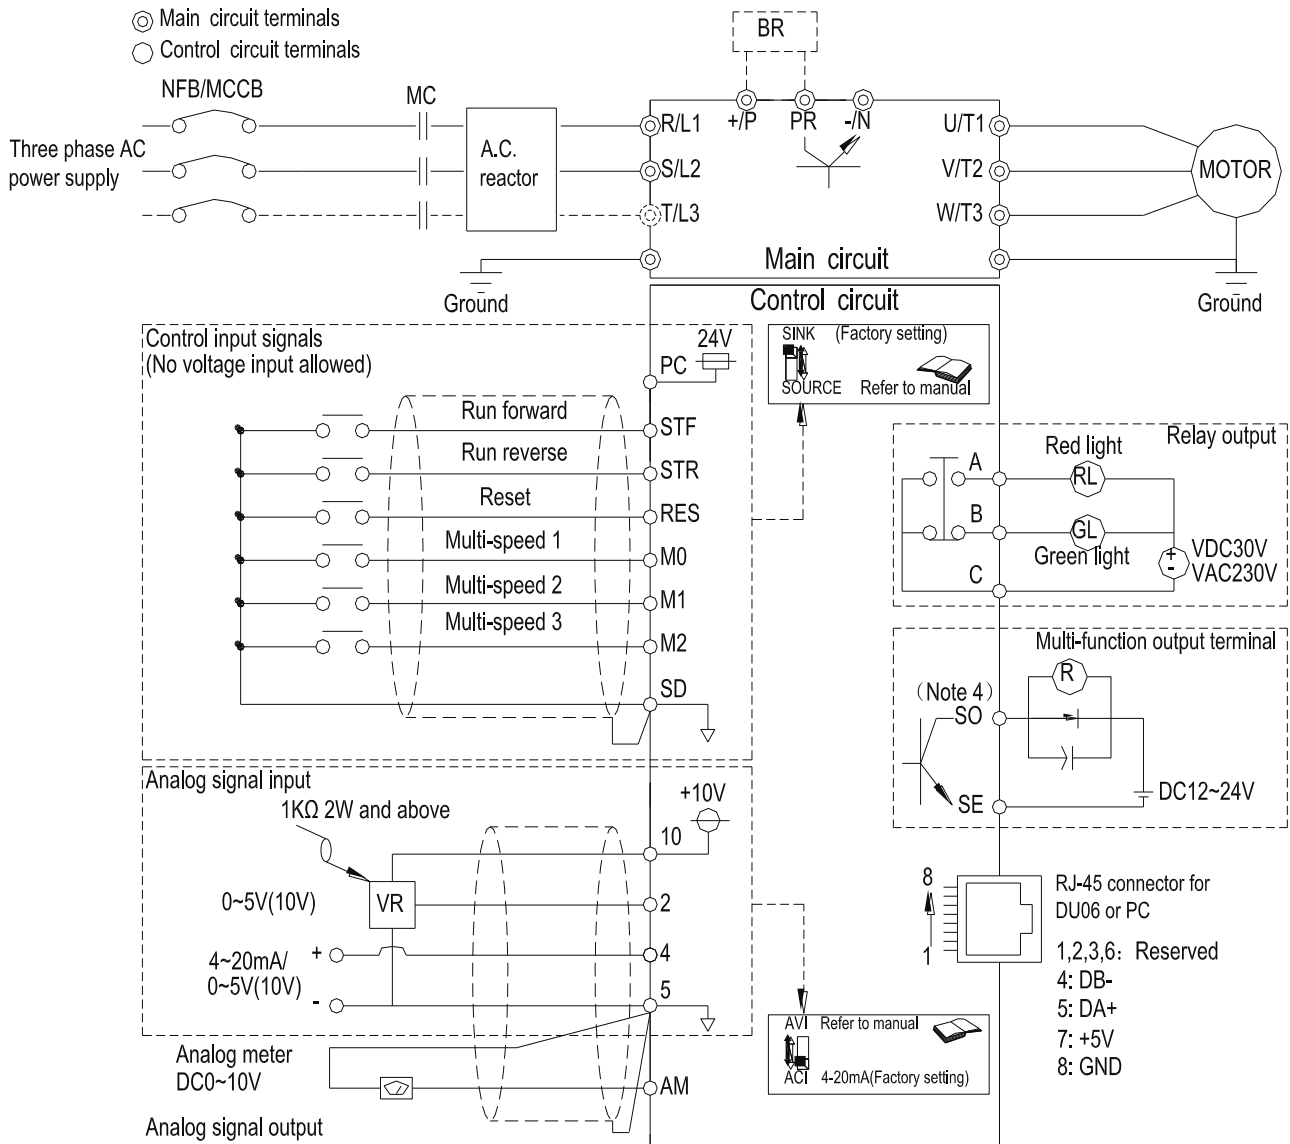 Main circuit terminals
Control circuit terminals
BR
NFB/MCCB
MC
+/P
PR
-/N
Three phase AC
power supply
A.C.
reactor
R/L1
S/L2
T/L3
U/T1
V/T2
W/T3
MOTOR
Main circuit
Ground
Ground
Control circuit
Control input signals
(No voltage input allowed)
24V
PC
SINK (Factory setting)
SOURCE Refer to manual
Run forward
STF
Run reverse
STR
Reset
RES
Multi-speed 1
M0
Multi-speed 2
M1
Multi-speed 3
M2
SD
Relay output
Red light
A
RL
B
GL
Green light
C
+
-
VDC30V
VAC230V
Multi-function output terminal
R
(Note 4)
SO
SE
DC12~24V
Analog signal input
1KΩ 2W and above
+10V
10
0~5V(10V)
VR
2
4~20mA/
0~5V(10V)
+
-
4
5
8
1
RJ-45 connector for
DU06 or PC
1,2,3,6: Reserved
4: DB-
5: DA+
7: +5V
8: GND
AVI Refer to manual
ACI 4-20mA(Factory setting)
Analog meter
DC0~10V
AM
Analog signal output